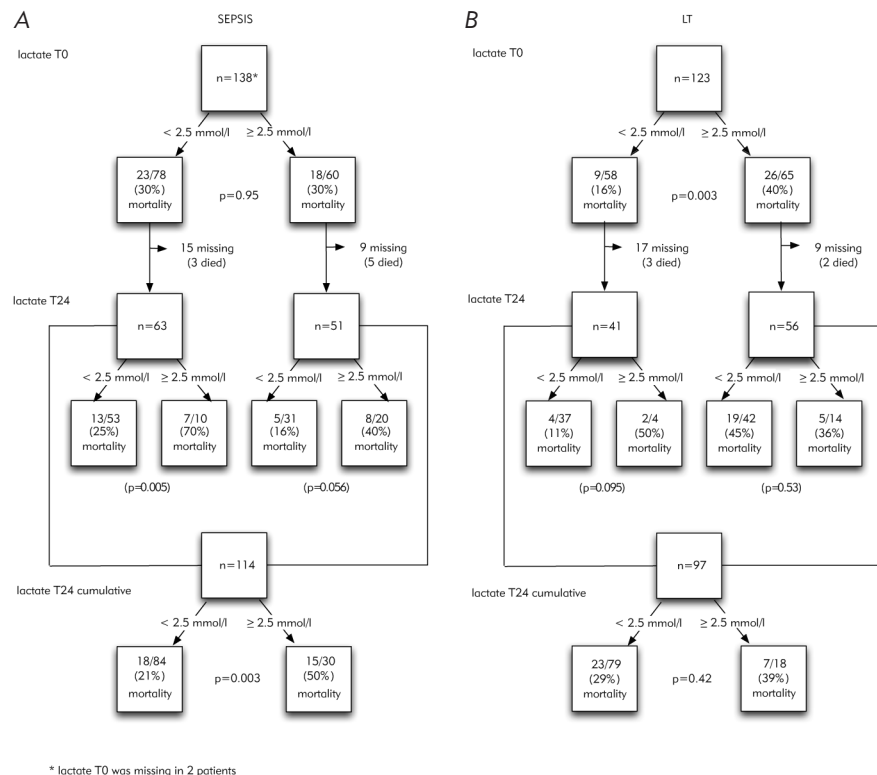 A
SEPSIS
lactate T0
n=138*
< 2.5 mmol/l
≥ 2.5 mmol/l
23/78
(30%)
mortality
p=0.95
18/60
(30%)
mortality
15 missing
(3 died)
9 missing
(5 died)
lactate T24
n=63
n=51
< 2.5 mmol/l
≥2.5 mmol/l
< 2.5 mmol/l
≥2.5 mmol/l
13/53
(25%)
mortality
7/10
(70%)
mortality
5/31
(16%)
mortality
8/20
(40%)
mortality
(p=0.005)
(p=0.056)
n=114
lactate T24 cumulative
< 2.5 mmol/l
≥ 2.5 mmol/l
18/84
(21%)
mortality
p=0.003
15/30
(50%)
mortality
* lactate T0 was missing in 2 patients
B
LT
lactate T0
n=123
< 2.5 mmol/l
≥2.5 mmol/l
9/58
(16%)
mortality
p=0.003
26/65
(40%)
mortality
17 missing
(3 died)
9 missing
(2 died)
lactate T24
n=41
n=56
< 2.5 mmol/l
≥2.5 mmol/l
< 2.5 mmol/l
≥2.5 mmol/l
4/37
(11%)
mortality
2/4
(50%)
mortality
19/42
(45%)
mortality
5/14
(36%)
mortality
(p=0.095)
(p=0.53)
n=97
lactate T24 cumulative
< 2.5 mmol/l
≥2.5 mmol/l
23/79
(29%)
mortality
p=0.42
7/18
(39%)
mortality